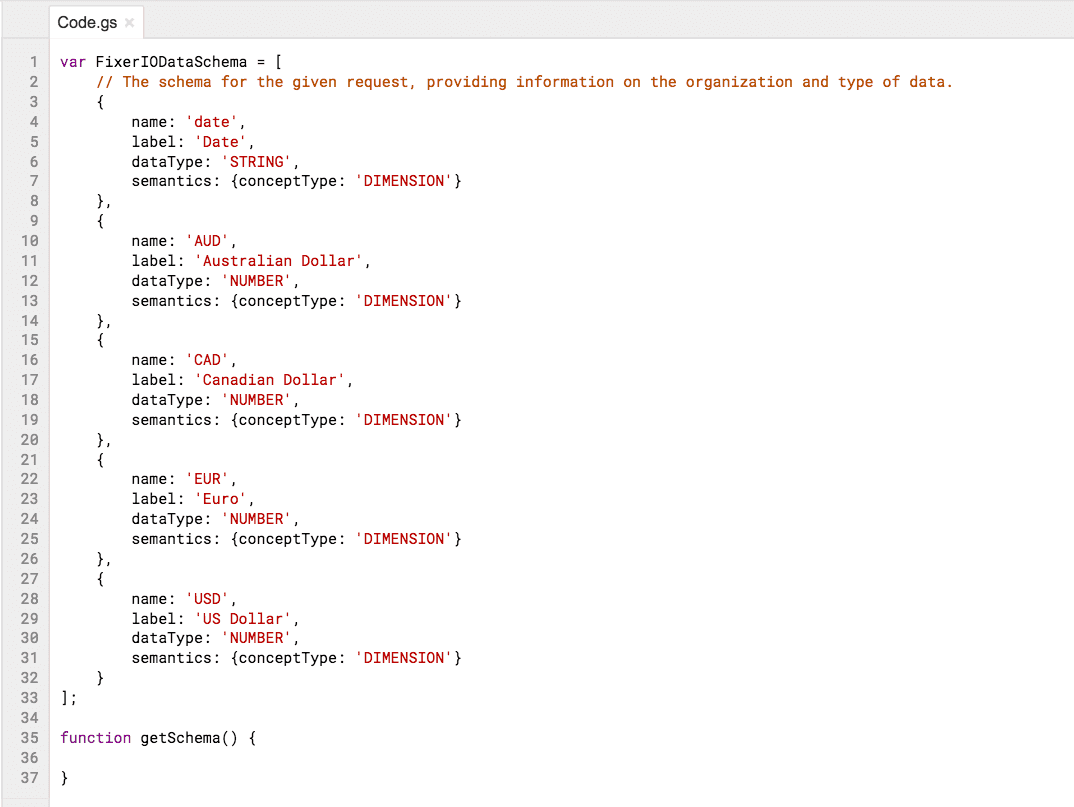 Code.gs ×
1 var FixerIODataSchema = [
2 // The schema for the given request, providing information on the organization and type of data.
3 {
4 name: 'date',
5 label: 'Date',
6 dataType: 'STRING',
7 semantics: {conceptType: 'DIMENSION'}
8 },
9 {
10 name: 'AUD',
11 label: 'Australian Dollar',
12 dataType: 'NUMBER',
13 semantics: {conceptType: 'DIMENSION'}
14 },
15 {
16 name: 'CAD',
17 label: 'Canadian Dollar',
18 dataType: 'NUMBER',
19 semantics: {conceptType: 'DIMENSION'}
20 },
21 {
22 name: 'EUR',
23 label: 'Euro',
24 dataType: 'NUMBER',
25 semantics: {conceptType: 'DIMENSION'}
26 },
27 {
28 name: 'USD',
29 label: 'US Dollar',
30 dataType: 'NUMBER',
31 semantics: {conceptType: 'DIMENSION'}
32 }
33 ];
34
35 function getSchema() {
36
37 }